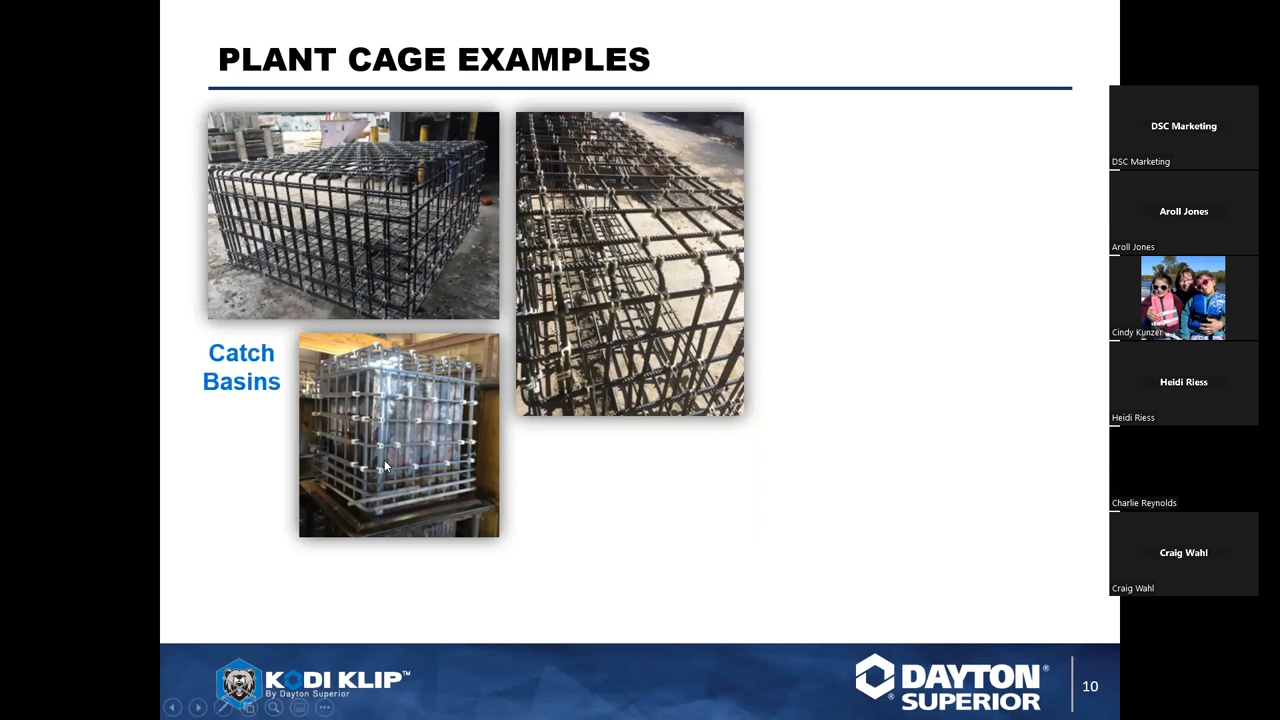 PLANT CAGE EXAMPLES
Catch
Basins
KODI KLIP™
By Dayton Superior
DAYTON®
®SUPERIOR
10
DSC Marketing
DSC Marketing
Aroll Jones
Aroll Jones
Cindy Kunzer
Heidi Riess
Heidi Riess
Charlie Reynolds
Craig Wahl
Craig Wahl